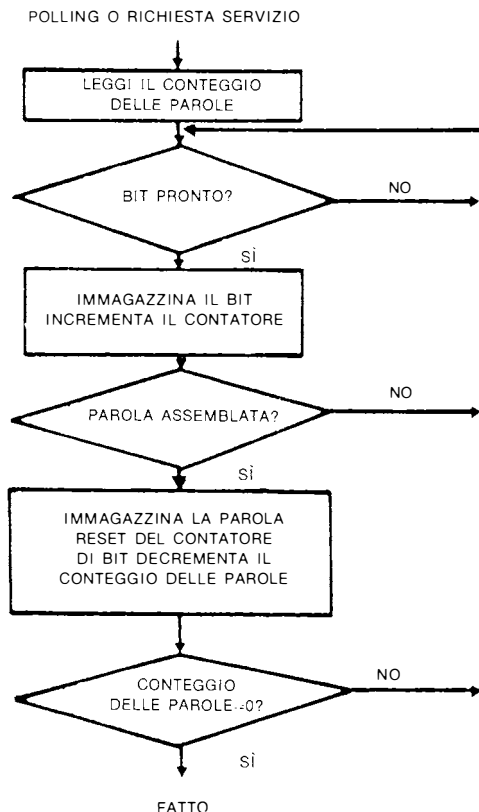 POLLING O RICHIESTA SERVIZIO
LEGGI IL CONTEGGIO
DELLE PAROLE
BIT PRONTO?
NO
SÌ
IMMAGAZZINA IL BIT
INCREMENTA IL CONTATORE
PAROLA ASSEMBLATA?
NO
SÌ
IMMAGAZZINA LA PAROLA
RESET DEL CONTATORE
DI BIT DECREMENTA IL
CONTEGGIO DELLE PAROLE
CONTEGGIO
DELLE PAROLE=0?
NO
SÌ
FATTO